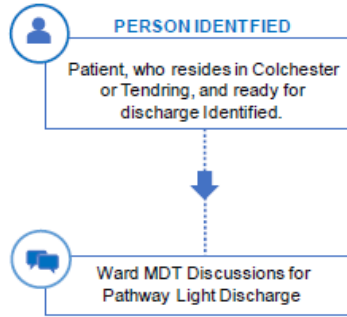 PERSON IDENTFIED
Patient, who resides in Colchester
or Tendring, and ready for
discharge Identified.
Ward MDT Discussions for
Pathway Light Discharge